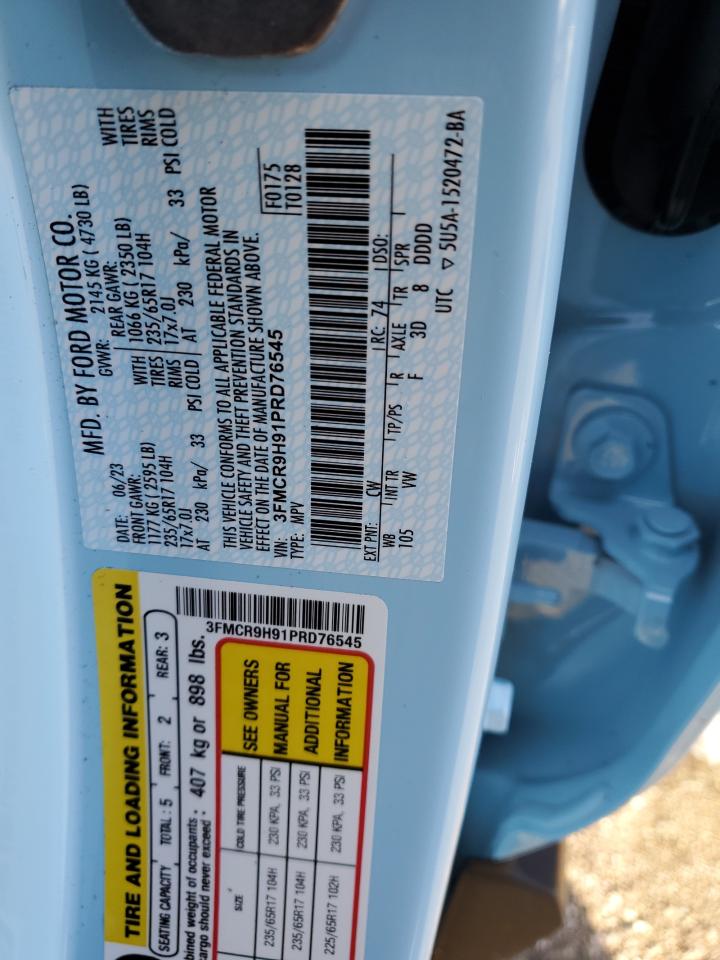 MFD. BY FORD MOTOR CO.
DATE: 06/23 GVWR: 2145 KG ( 4730 LB)
FRONT GAWR: REAR GAWR:
1177 KG ( 2595 LB) WITH 1066 KG ( 2350 LB) WITH
235/65R17 104H TIRES 235/65R17 104H TIRES
17x7.0J RIMS 17x7.0J RIMS
AT 230 kPa/ 33 PSI COLD AT 230 kPa/ 33 PSI COLD
THIS VEHICLE CONFORMS TO ALL APPLICABLE FEDERAL MOTOR
VEHICLE SAFETY AND THEFT PREVENTION STANDARDS IN
EFFECT ON THE DATE OF MANUFACTURE SHOWN ABOVE.
VIN: 3FMCR9H91PRD76545
TYPE: MPV
F0175
T0128
EXT PNT: CW RC: 74 DSO:
WB INT TR TP/PS R AXLE TR SPR
105 VW F 3D 8 DDDD
UTC ▽ 5U5A-1520472-BA
TIRE AND LOADING INFORMATION
SEATING CAPACITY TOTAL : 5 FRONT: 2 REAR: 3
bined weight of occupants
cargo should never exceed : 407 kg or 898 lbs.
3FMCR9H91PRD76545
SIZE COLD TIRE PRESSURE
235/65R17 104H 230 KPA, 33 PSI
235/65R17 104H 230 KPA, 33 PSI
225/65R17 102H 230 KPA, 33 PSI
SEE OWNERS
MANUAL FOR
ADDITIONAL
INFORMATION